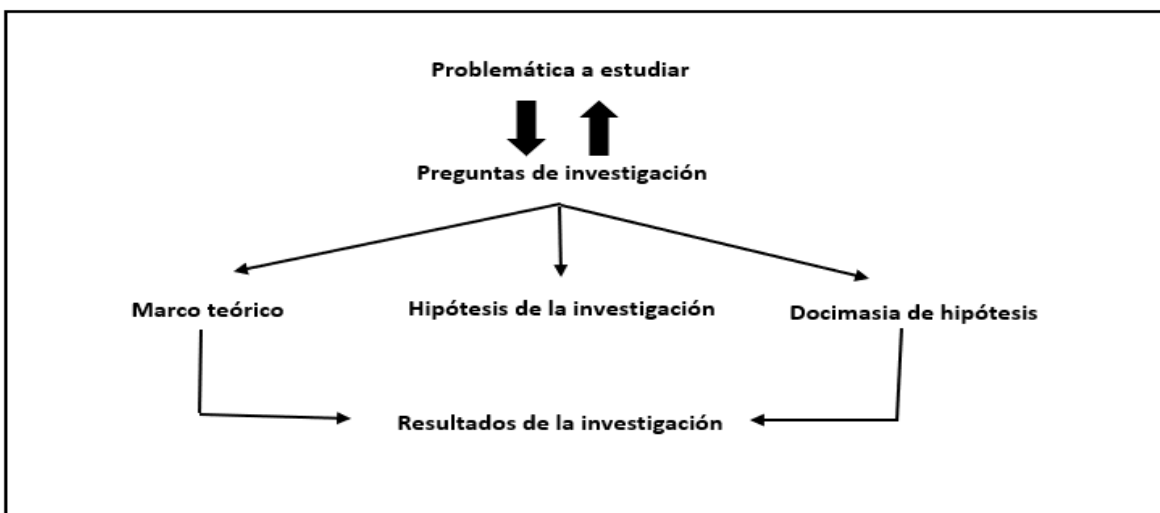 Problemática a estudiar
Preguntas de investigación
Marco teórico
Hipótesis de la investigación
Docimasia de hipótesis
Resultados de la investigación